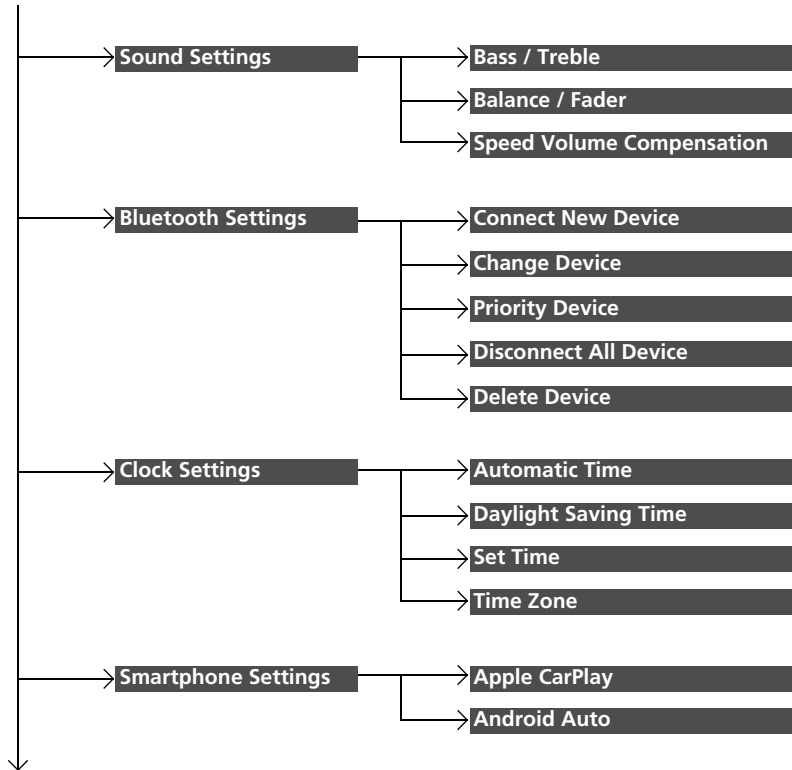 Sound Settings
Bass / Treble
Balance / Fader
Speed Volume Compensation
Bluetooth Settings
Connect New Device
Change Device
Priority Device
Disconnect All Device
Delete Device
Clock Settings
Automatic Time
Daylight Saving Time
Set Time
Time Zone
Smartphone Settings
Apple CarPlay
Android Auto